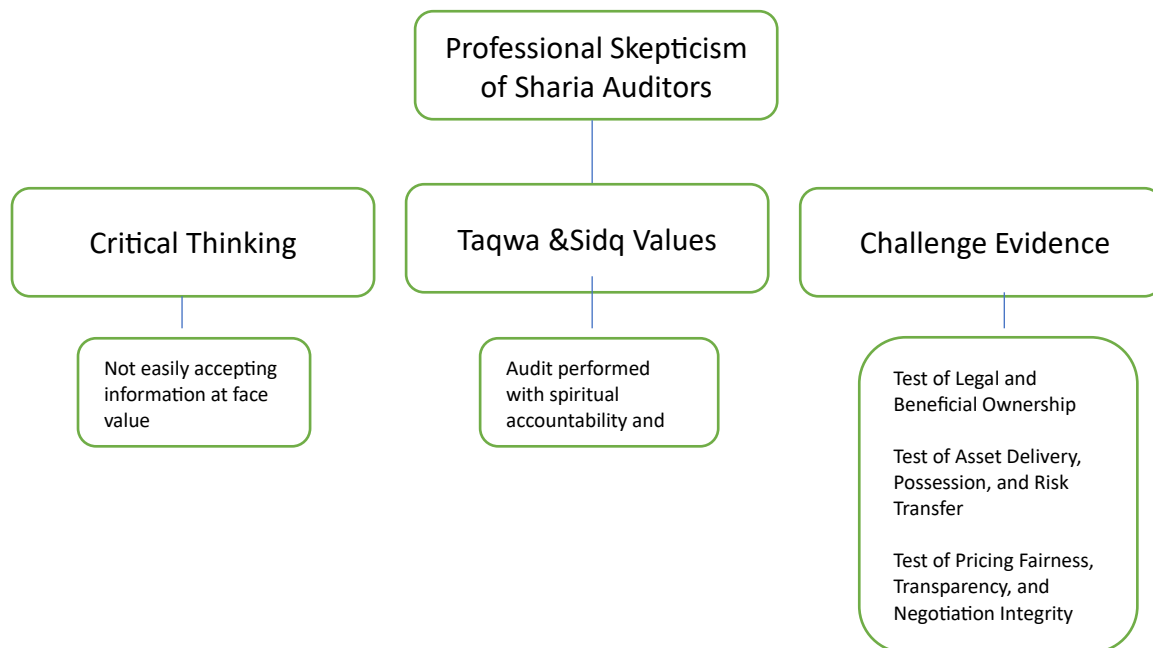 Professional Skepticism
of Sharia Auditors
Critical Thinking
Taqwa &Sidq Values
Challenge Evidence
Not easily accepting
information at face
value
Audit performed
with spiritual
accountability and
Test of Legal and
Beneficial Ownership
Test of Asset Delivery,
Possession, and Risk
Transfer
Test of Pricing Fairness,
Transparency, and
Negotiation Integrity